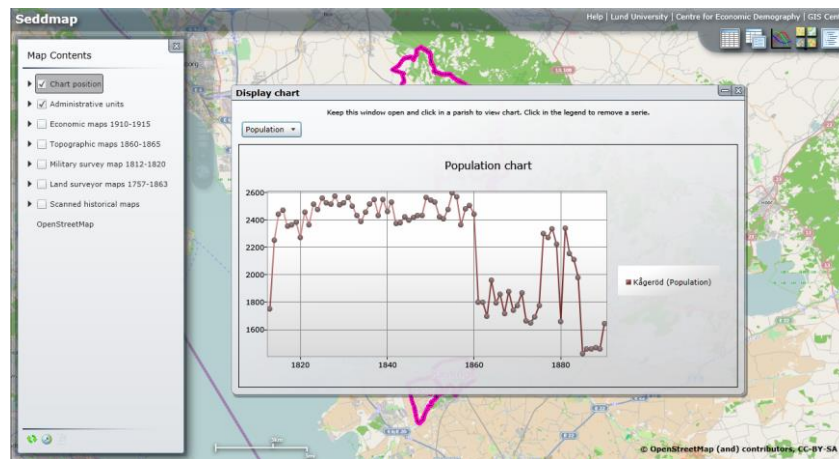 Seddmap
Help | Lund University | Centre for Economic Demography | GIS Cen
Map Contents
Chart position
Administrative units
Economic maps 1910-1915
Topographic maps 1860-1865
Military survey map 1812-1820
Land surveyor maps 1757-1863
Scanned historical maps
OpenStreetMap
Display chart
Keep this window open and click in a parish to view chart. Click in the legend to remove a serie.
Population
Population chart
2600
2400
2200
2000
1800
1600
1820
1840
1860
1880
Kågeröd (Population)
© OpenStreetMap (and) contributors, CC-BY-SA